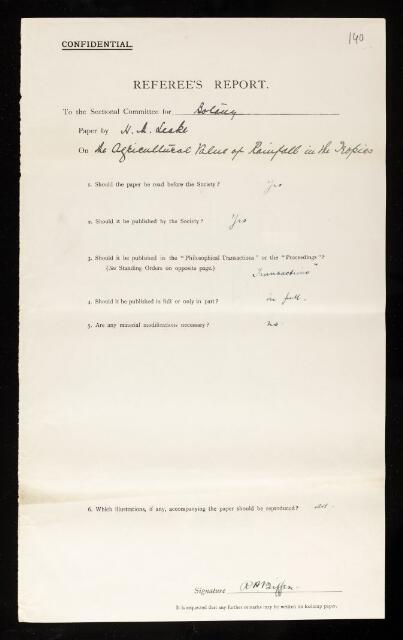 140
CONFIDENTIAL.
REFEREE'S REPORT.
To the Sectional Committee for Botany
Paper by H. M. Leake
On the Agricultural Value of Rainfall in the Tropics
1. Should the paper be read before the Society? Yes
2. Should it be published by the Society? Yes
3. Should it be published in the "Philosophical Transactions" or the "Proceedings"?
(See Standing Orders on opposite page.) Transactions"
4. Should it be published in full or only in part? in full.
5. Are any material modifications necessary? no.
6. Which illustrations, if any, accompanying the paper should be reproduced? all.
Signature R H Biffen
It is requested that any further remarks may be written on foolscap paper.